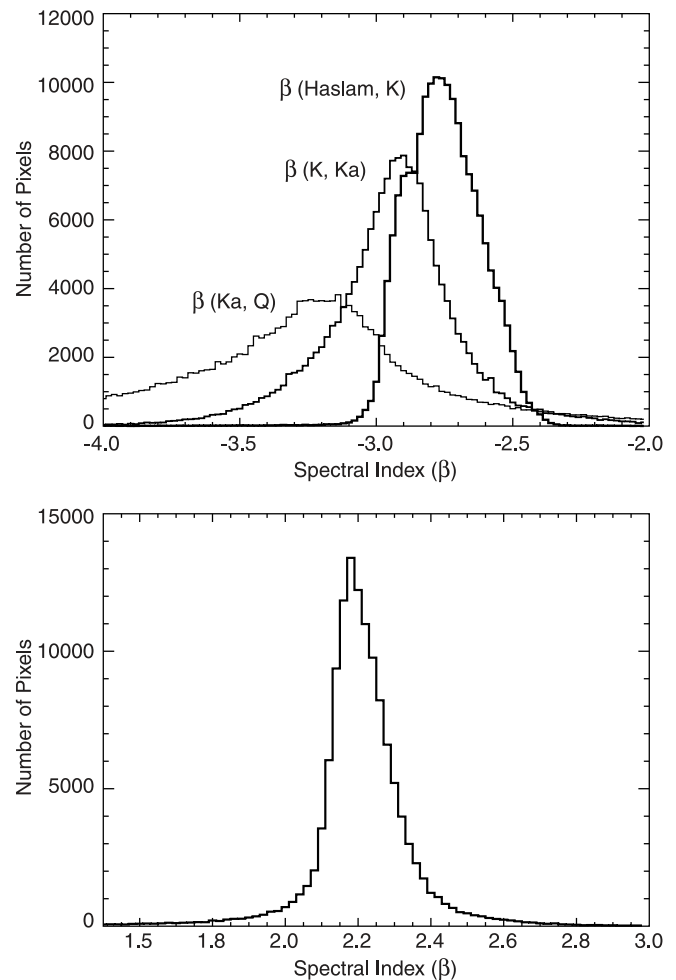 12000
10000
8000
6000
4000
2000
0
Number of Pixels
β (Haslam, K)
β (K, Ka)
β (Ka, Q)
-4.0 -3.5 -3.0 -2.5 -2.0
Spectral Index (β)
15000
10000
5000
0
Number of Pixels
1.5 1.8 2.0 2.2 2.4 2.6 2.8 3.0
Spectral Index (β)